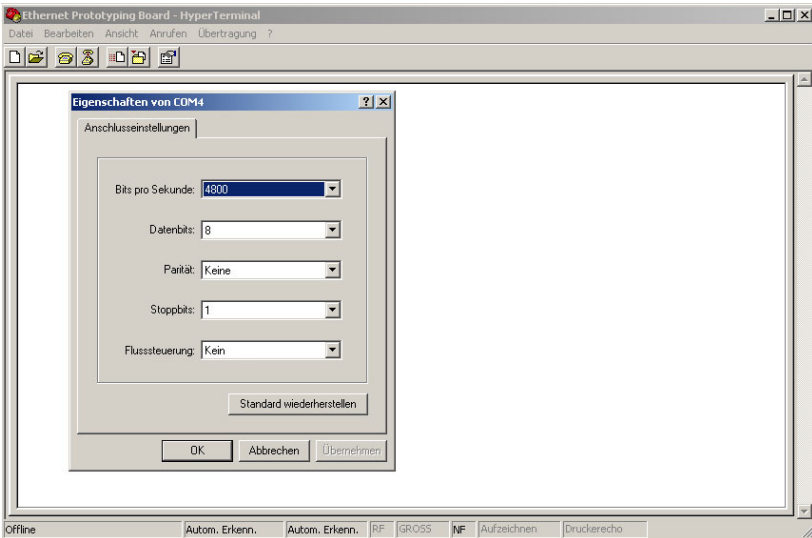 Ethernet Prototyping Board - HyperTerminal
Datei Bearbeiten Ansicht Anrufen Übertragung ?
Eigenschaften von COM4
Anschlusseinstellungen
Bits pro Sekunde: 4800
Datenbits: 8
Parität: Keine
Stoppbits: 1
Flusssteuerung: Kein
Standard wiederherstellen
OK Abbrechen Übernehmen
Offline Autom. Erkenn. Autom. Erkenn. RF GROSS NF Aufzeichnen Druckerecho